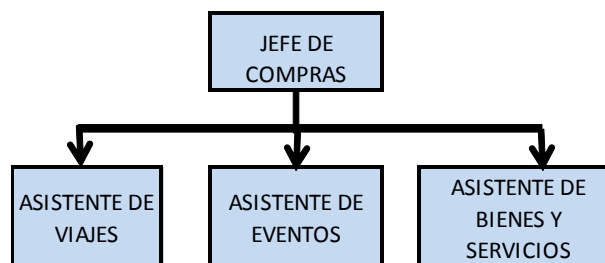 JEFE DE
COMPRAS
ASISTENTE DE
VIAJES
ASISTENTE DE
EVENTOS
ASISTENTE DE
BIENES Y
SERVICIOS